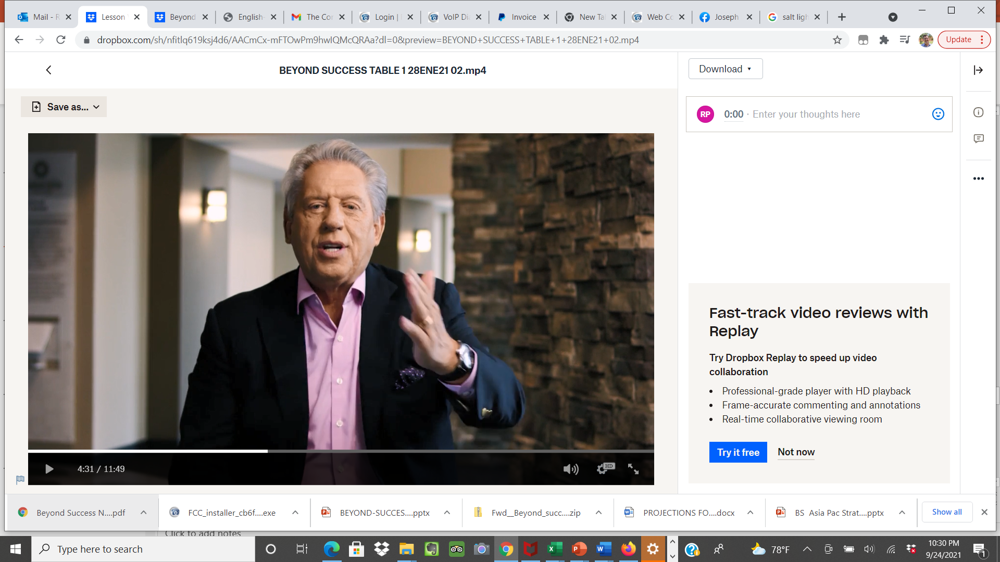 Mail - R
Lesson
Beyond
English-
The Cor
Login |
VoIP Di
Invoice
New Ta
Web Co
Joseph
salt ligh
dropbox.com/sh/nfitlq619ksj4d6/AACmCx-mFTOwPm9hwIQMcQRAa?dl=0&preview=BEYOND+SUCCESS+TABLE+1+28ENE21+02.mp4
Update
BEYOND SUCCESS TABLE 1 28ENE21 02.mp4
Download
Save as...
RP 0:00 · Enter your thoughts here
Fast-track video reviews with
Replay
Try Dropbox Replay to speed up video
collaboration
• Professional-grade player with HD playback
• Frame-accurate commenting and annotations
• Real-time collaborative viewing room
Try it free Not now
4:31 / 11:49
HD
Beyond Success N....pdf
FCC_installer_cb6f....exe
BEYOND-SUCCES....pptx
Fwd__Beyond_succ....zip
PROJECTIONS FO....docx
BS Asia Pac Strat....pptx
Show all
Click to add notes
Type here to search
78°F
10:30 PM
9/24/2021
1